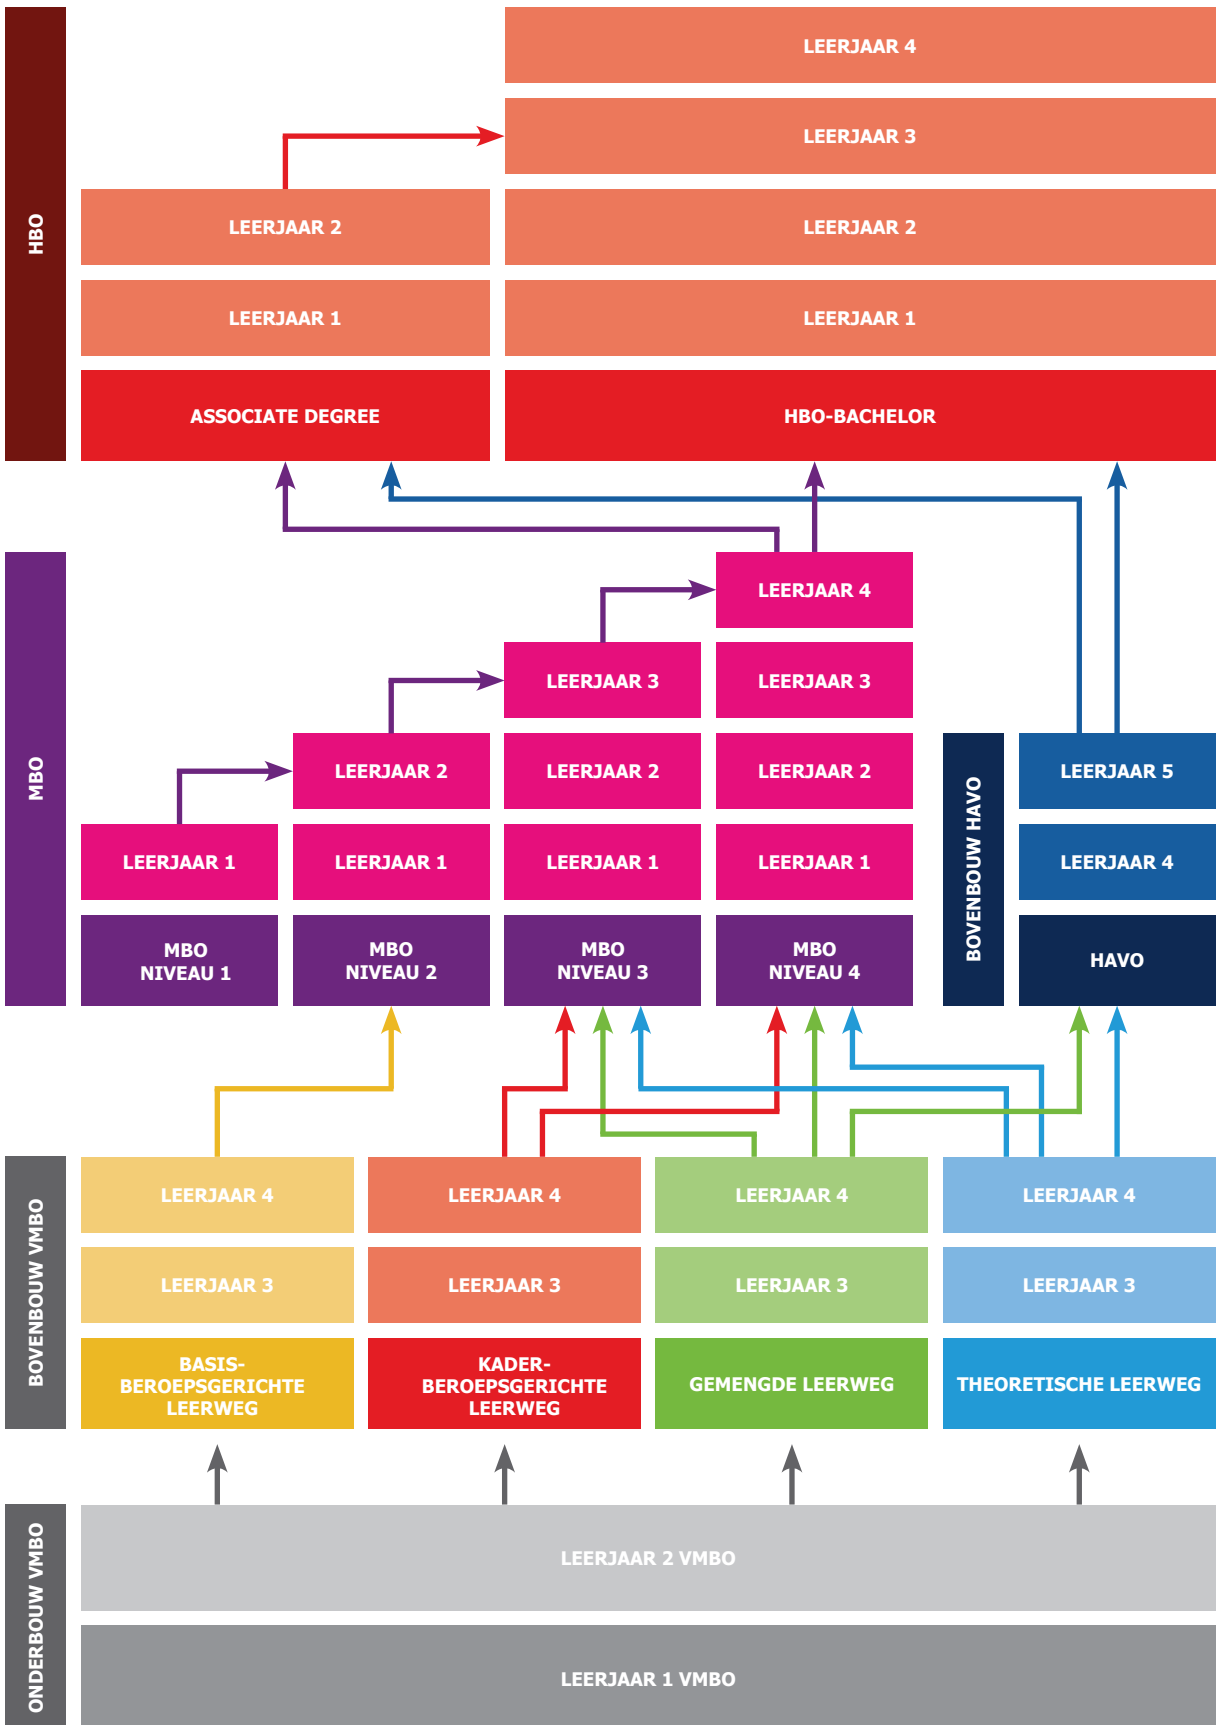 HBO
LEERJAAR 4
LEERJAAR 3
LEERJAAR 2
LEERJAAR 2
LEERJAAR 1
LEERJAAR 1
ASSOCIATE DEGREE
HBO-BACHELOR
MBO
LEERJAAR 4
LEERJAAR 3
LEERJAAR 3
LEERJAAR 2
LEERJAAR 2
LEERJAAR 2
LEERJAAR 1
LEERJAAR 1
LEERJAAR 1
LEERJAAR 1
MBO
NIVEAU 1
MBO
NIVEAU 2
MBO
NIVEAU 3
MBO
NIVEAU 4
BOVENBOUW HAVO
LEERJAAR 5
LEERJAAR 4
HAVO
BOVENBOUW VMBO
LEERJAAR 4
LEERJAAR 4
LEERJAAR 4
LEERJAAR 4
LEERJAAR 3
LEERJAAR 3
LEERJAAR 3
LEERJAAR 3
BASIS-
BEROEPSGERICHTE
LEERWEG
KADER-
BEROEPSGERICHTE
LEERWEG
GEMENGDE LEERWEG
THEORETISCHE LEERWEG
ONDERBOUW VMBO
LEERJAAR 2 VMBO
LEERJAAR 1 VMBO